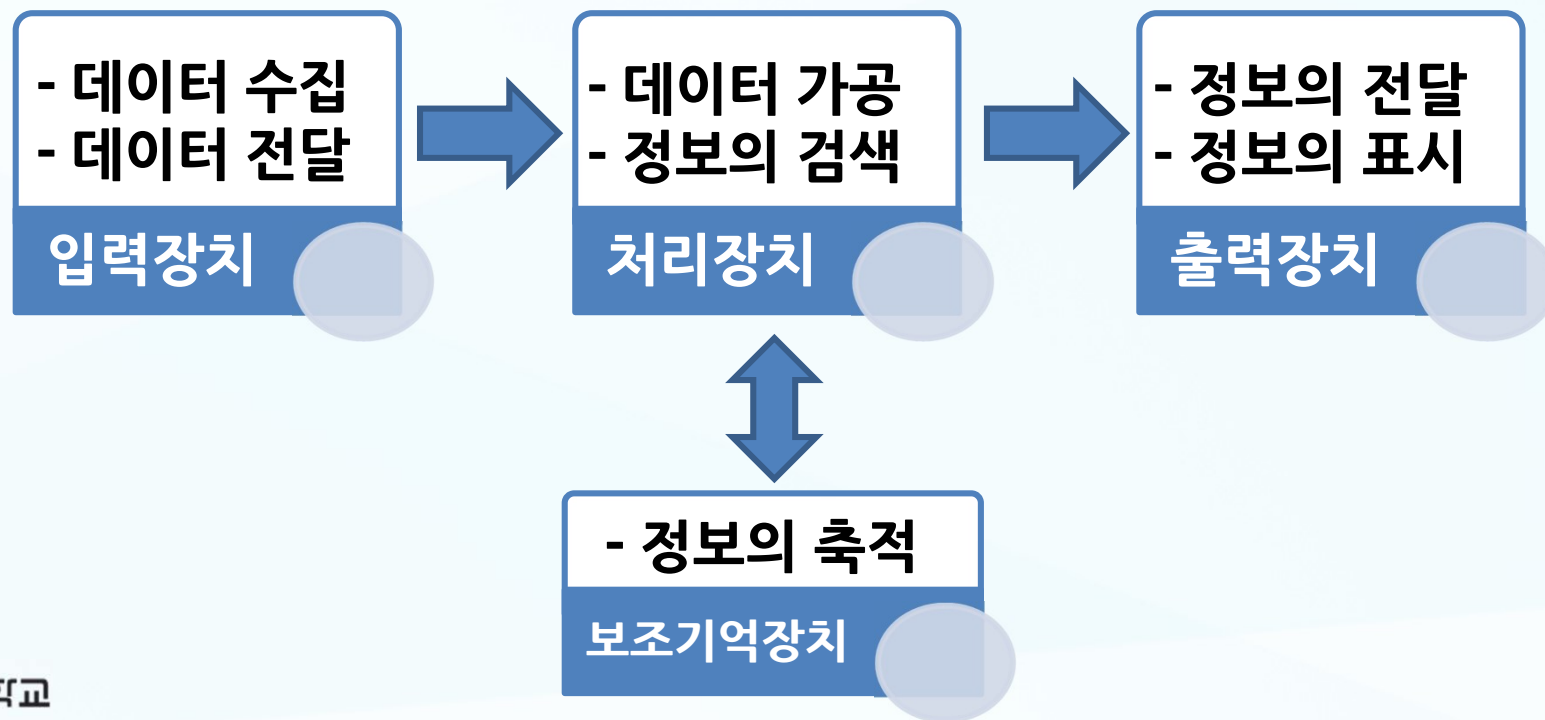 - 데이터 수집
- 데이터 전달
입력장치
- 데이터 가공
- 정보의 검색
처리장치
- 정보의 전달
- 정보의 표시
출력장치
- 정보의 축적
보조기억장치
학교